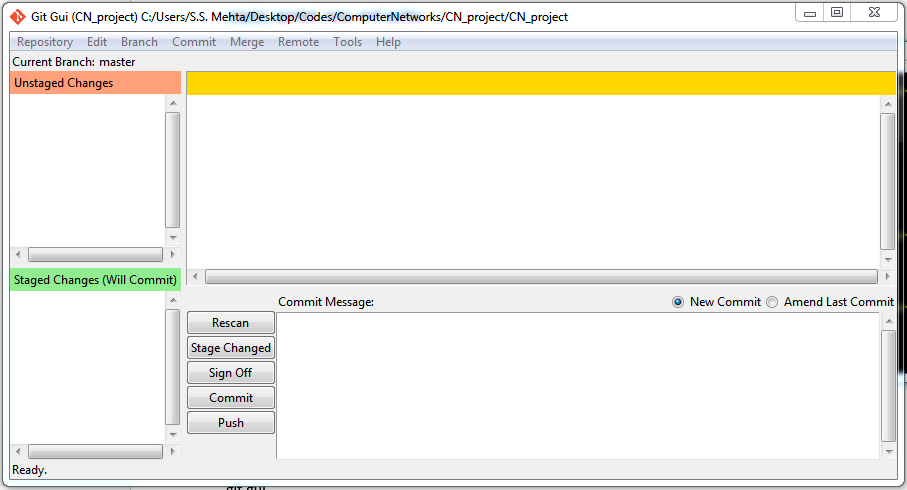 Git Gui (CN_project) C:/Users/S.S. Mehta/Desktop/Codes/ComputerNetworks/CN_project/CN_project
Repository Edit Branch Commit Merge Remote Tools Help
Current Branch: master
Unstaged Changes
Staged Changes (Will Commit)
Commit Message:
New Commit
Amend Last Commit
Rescan
Stage Changed
Sign Off
Commit
Push
Ready.
git gui